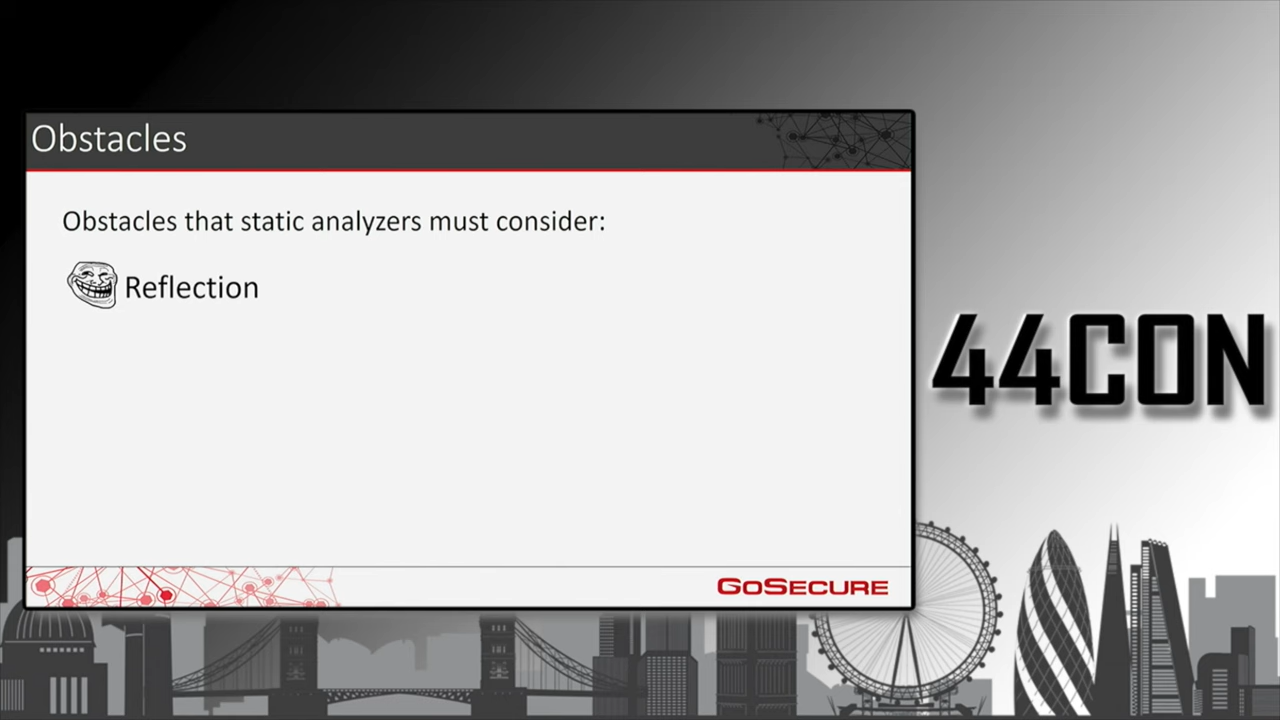 Obstacles
Obstacles that static analyzers must consider:
Reflection
44CON
GoSecure